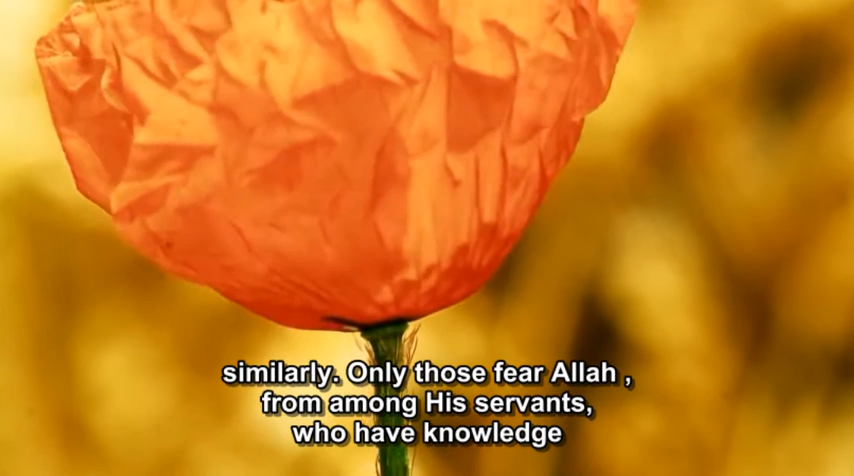 similarly. Only those fear Allah ,
from among His servants,
who have knowledge